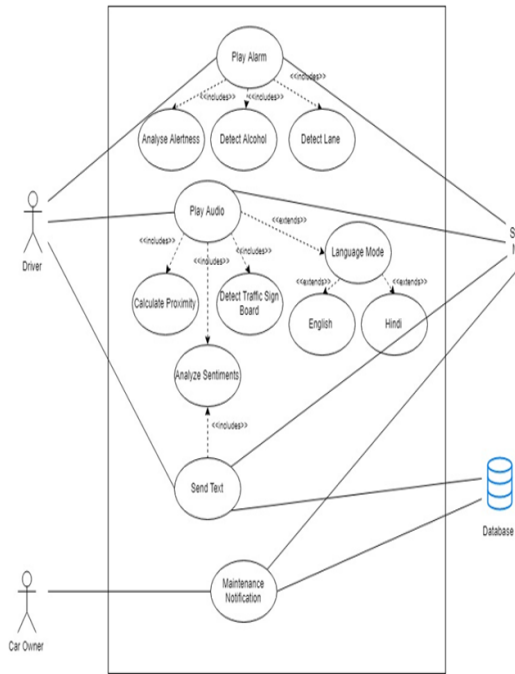 Play Alarm
<<includes>>
<<includes>>
<<includes>>
Analyse Alertness
Detect Alcohol
Detect Lane
Play Audio
<<extends>>
Driver
<<includes>>
<<includes>>
<<includes>>
Language Mode
<<extends>>
<<extends>>
Calculate Proximity
Detect Traffic Sign
Board
English
Hindi
Analyze Sentiments
<<includes>>
Send Text
Database
Maintenance
Notification
Car Owner